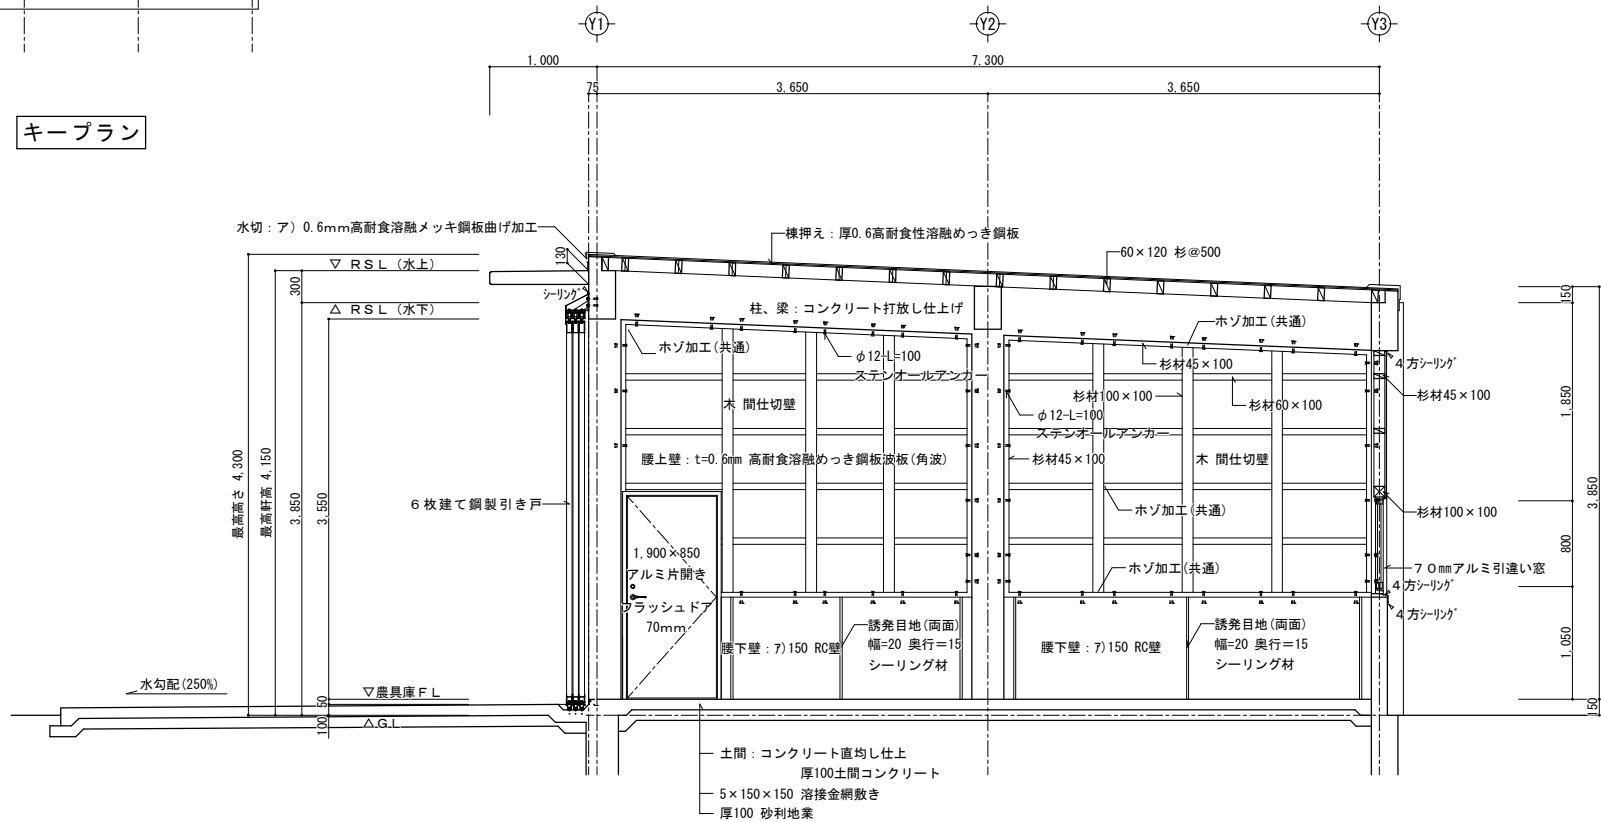 Y1
Y2
Y3
1,000
7,300
75
3,650
3,650
キープラン
水切：ア）0.6mm高耐食溶融メッキ鋼板曲げ加工
棟押え：厚0.6高耐食性溶融めっき鋼板
60×120 杉@500
130
▽ RSL（水上）
シーリング
300
△ RSL（水下）
柱、梁：コンクリート打放し仕上げ
ホゾ加工(共通)
ホゾ加工(共通)
φ12-L=100
ステンオールアンカー
杉材45×100
4方シーリング
杉材100×100
杉材60×100
杉材45×100
木 間仕切壁
φ12-L=100
ステンオールアンカー
腰上壁：t=0.6mm 高耐食溶融めっき鋼板波板(角波)
杉材45×100
木 間仕切壁
6枚建て鋼製引き戸
ホゾ加工(共通)
杉材100×100
最高高さ 4,300
最高軒高 4,150
3,850
3,550
150
1,850
3,850
800
1,050
150
1,900×850
アルミ片開き
フラッシュドア
70mm
ホゾ加工(共通)
70mmアルミ引違い窓
4方シーリング
4方シーリング
腰下壁：ｱ)150 RC壁
誘発目地(両面)
幅=20 奥行=15
シーリング材
腰下壁：ｱ)150 RC壁
誘発目地(両面)
幅=20 奥行=15
シーリング材
水勾配(250%)
▽農具庫FL
50
100
△G.L
土間：コンクリート直均し仕上
厚100土間コンクリート
5×150×150 溶接金網敷き
厚100 砂利地業